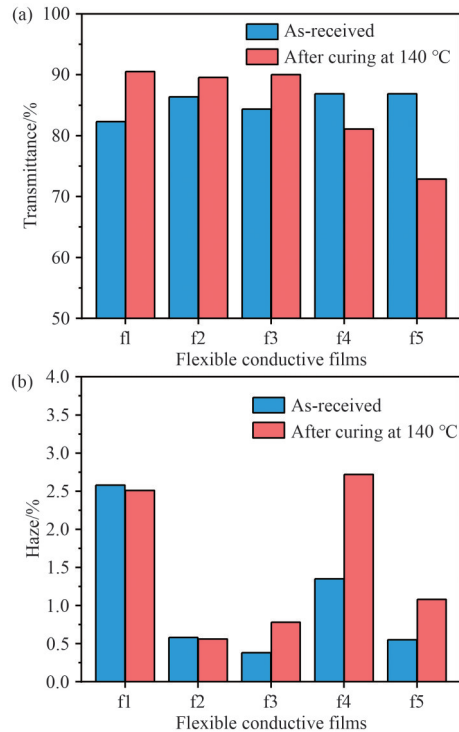 (a)
100
90
80
70
60
50
Transmittance/%
As-received
After curing at 140 °C
f1
f2
f3
f4
f5
Flexible conductive films
(b)
4.0
3.5
3.0
2.5
2.0
1.5
1.0
0.5
0.0
Haze/%
As-received
After curing at 140 °C
f1
f2
f3
f4
f5
Flexible conductive films